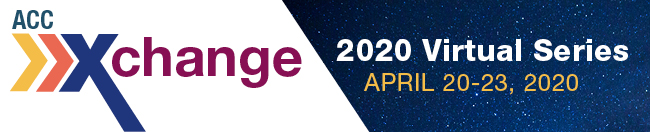 ACC
Xchange
2020 Virtual Series
APRIL 20-23, 2020